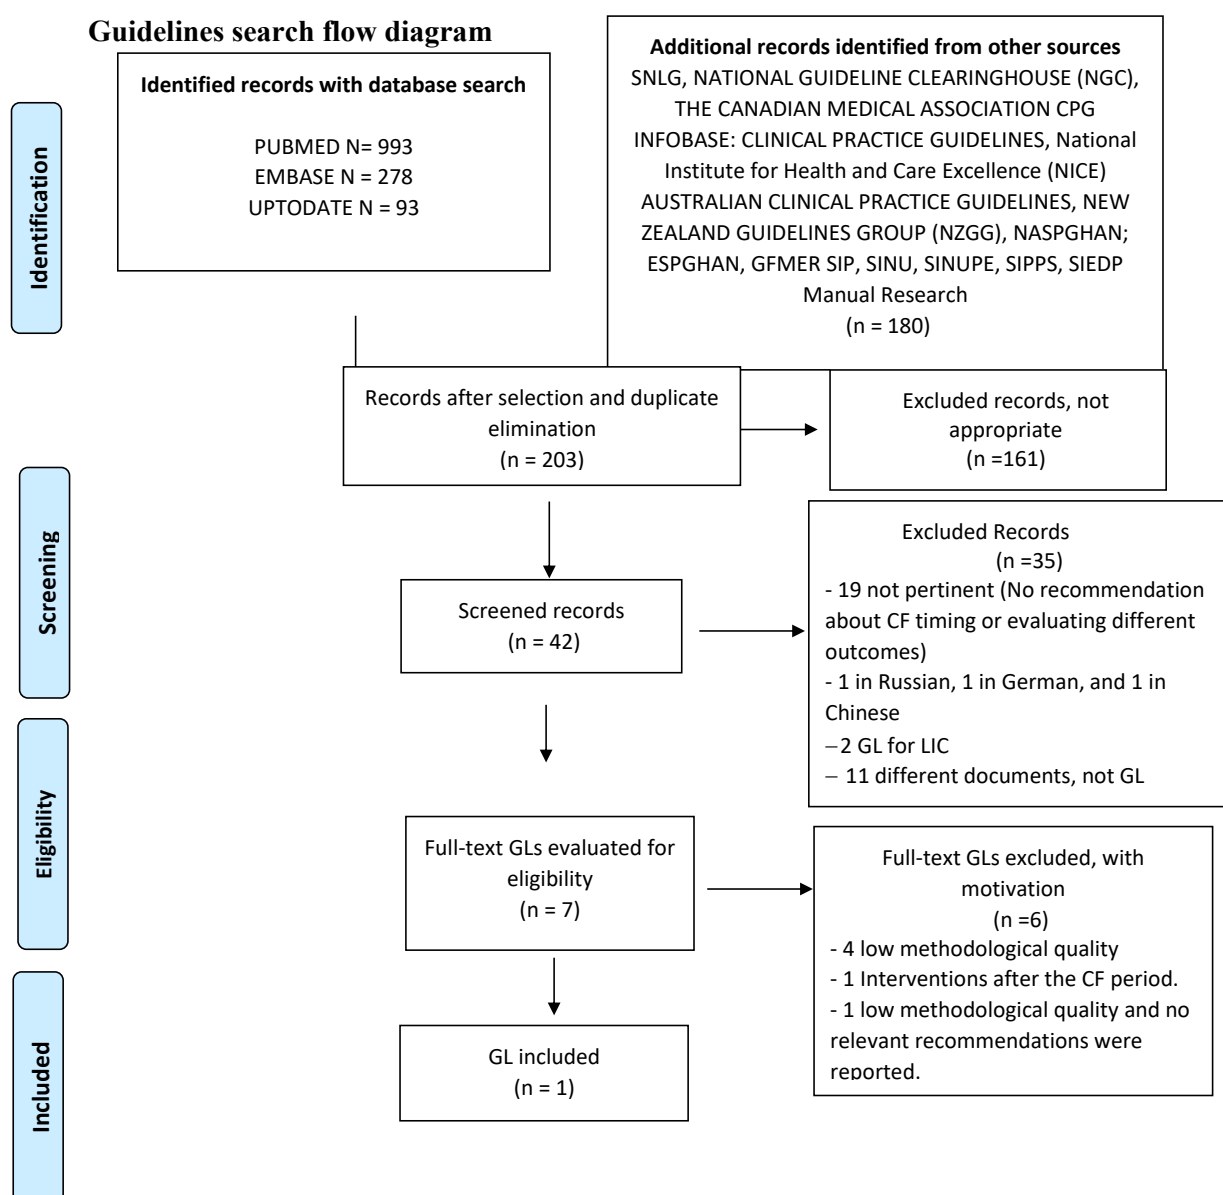 Guidelines search flow diagram
Identified records with database search
PUBMED N= 993
EMBASE N = 278
UPTODATE N = 93
Additional records identified from other sources
SNLG, NATIONAL GUIDELINE CLEARINGHOUSE (NGC),
THE CANADIAN MEDICAL ASSOCIATION CPG
INFOBASE: CLINICAL PRACTICE GUIDELINES, National
Institute for Health and Care Excellence (NICE)
AUSTRALIAN CLINICAL PRACTICE GUIDELINES, NEW
ZEALAND GUIDELINES GROUP (NZGG), NASPGHAN;
ESPGHAN, GFMER SIP, SINU, SINUPE, SIPPS, SIEDP
Manual Research
(n = 180)
Identification
Records after selection and duplicate
elimination
(n = 203)
Excluded records, not
appropriate
(n =161)
Screening
Screened records
(n = 42)
Excluded Records
(n =35)
- 19 not pertinent (No recommendation
about CF timing or evaluating different
outcomes)
- 1 in Russian, 1 in German, and 1 in
Chinese
–2 GL for LIC
– 11 different documents, not GL
Eligibility
Full-text GLs evaluated for
eligibility
(n = 7)
Full-text GLs excluded, with
motivation
(n =6)
- 4 low methodological quality
- 1 Interventions after the CF period.
- 1 low methodological quality and no
relevant recommendations were
reported.
Included
GL included
(n = 1)